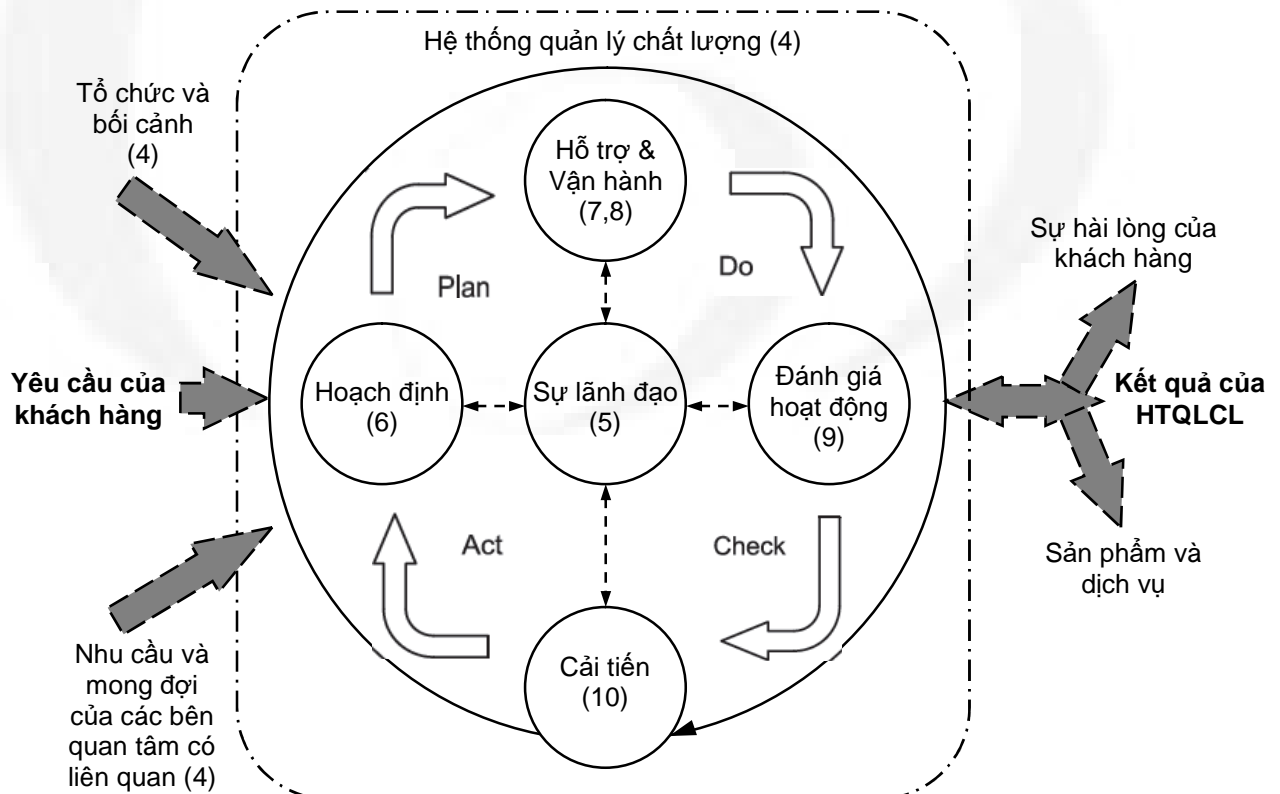 Hệ thống quản lý chất lượng (4)
Tổ chức và
bối cảnh
(4)
Hỗ trợ &
Vận hành
(7,8)
Sự hài lòng của
khách hàng
Plan
Do
Yêu cầu của
khách hàng
Hoạch định
(6)
Sự lãnh đạo
(5)
Đánh giá
hoạt động
(9)
Kết quả của
HTQLCL
Act
Check
Sản phẩm và
dịch vụ
Nhu cầu và
mong đợi
của các bên
quan tâm có
liên quan (4)
Cải tiến
(10)